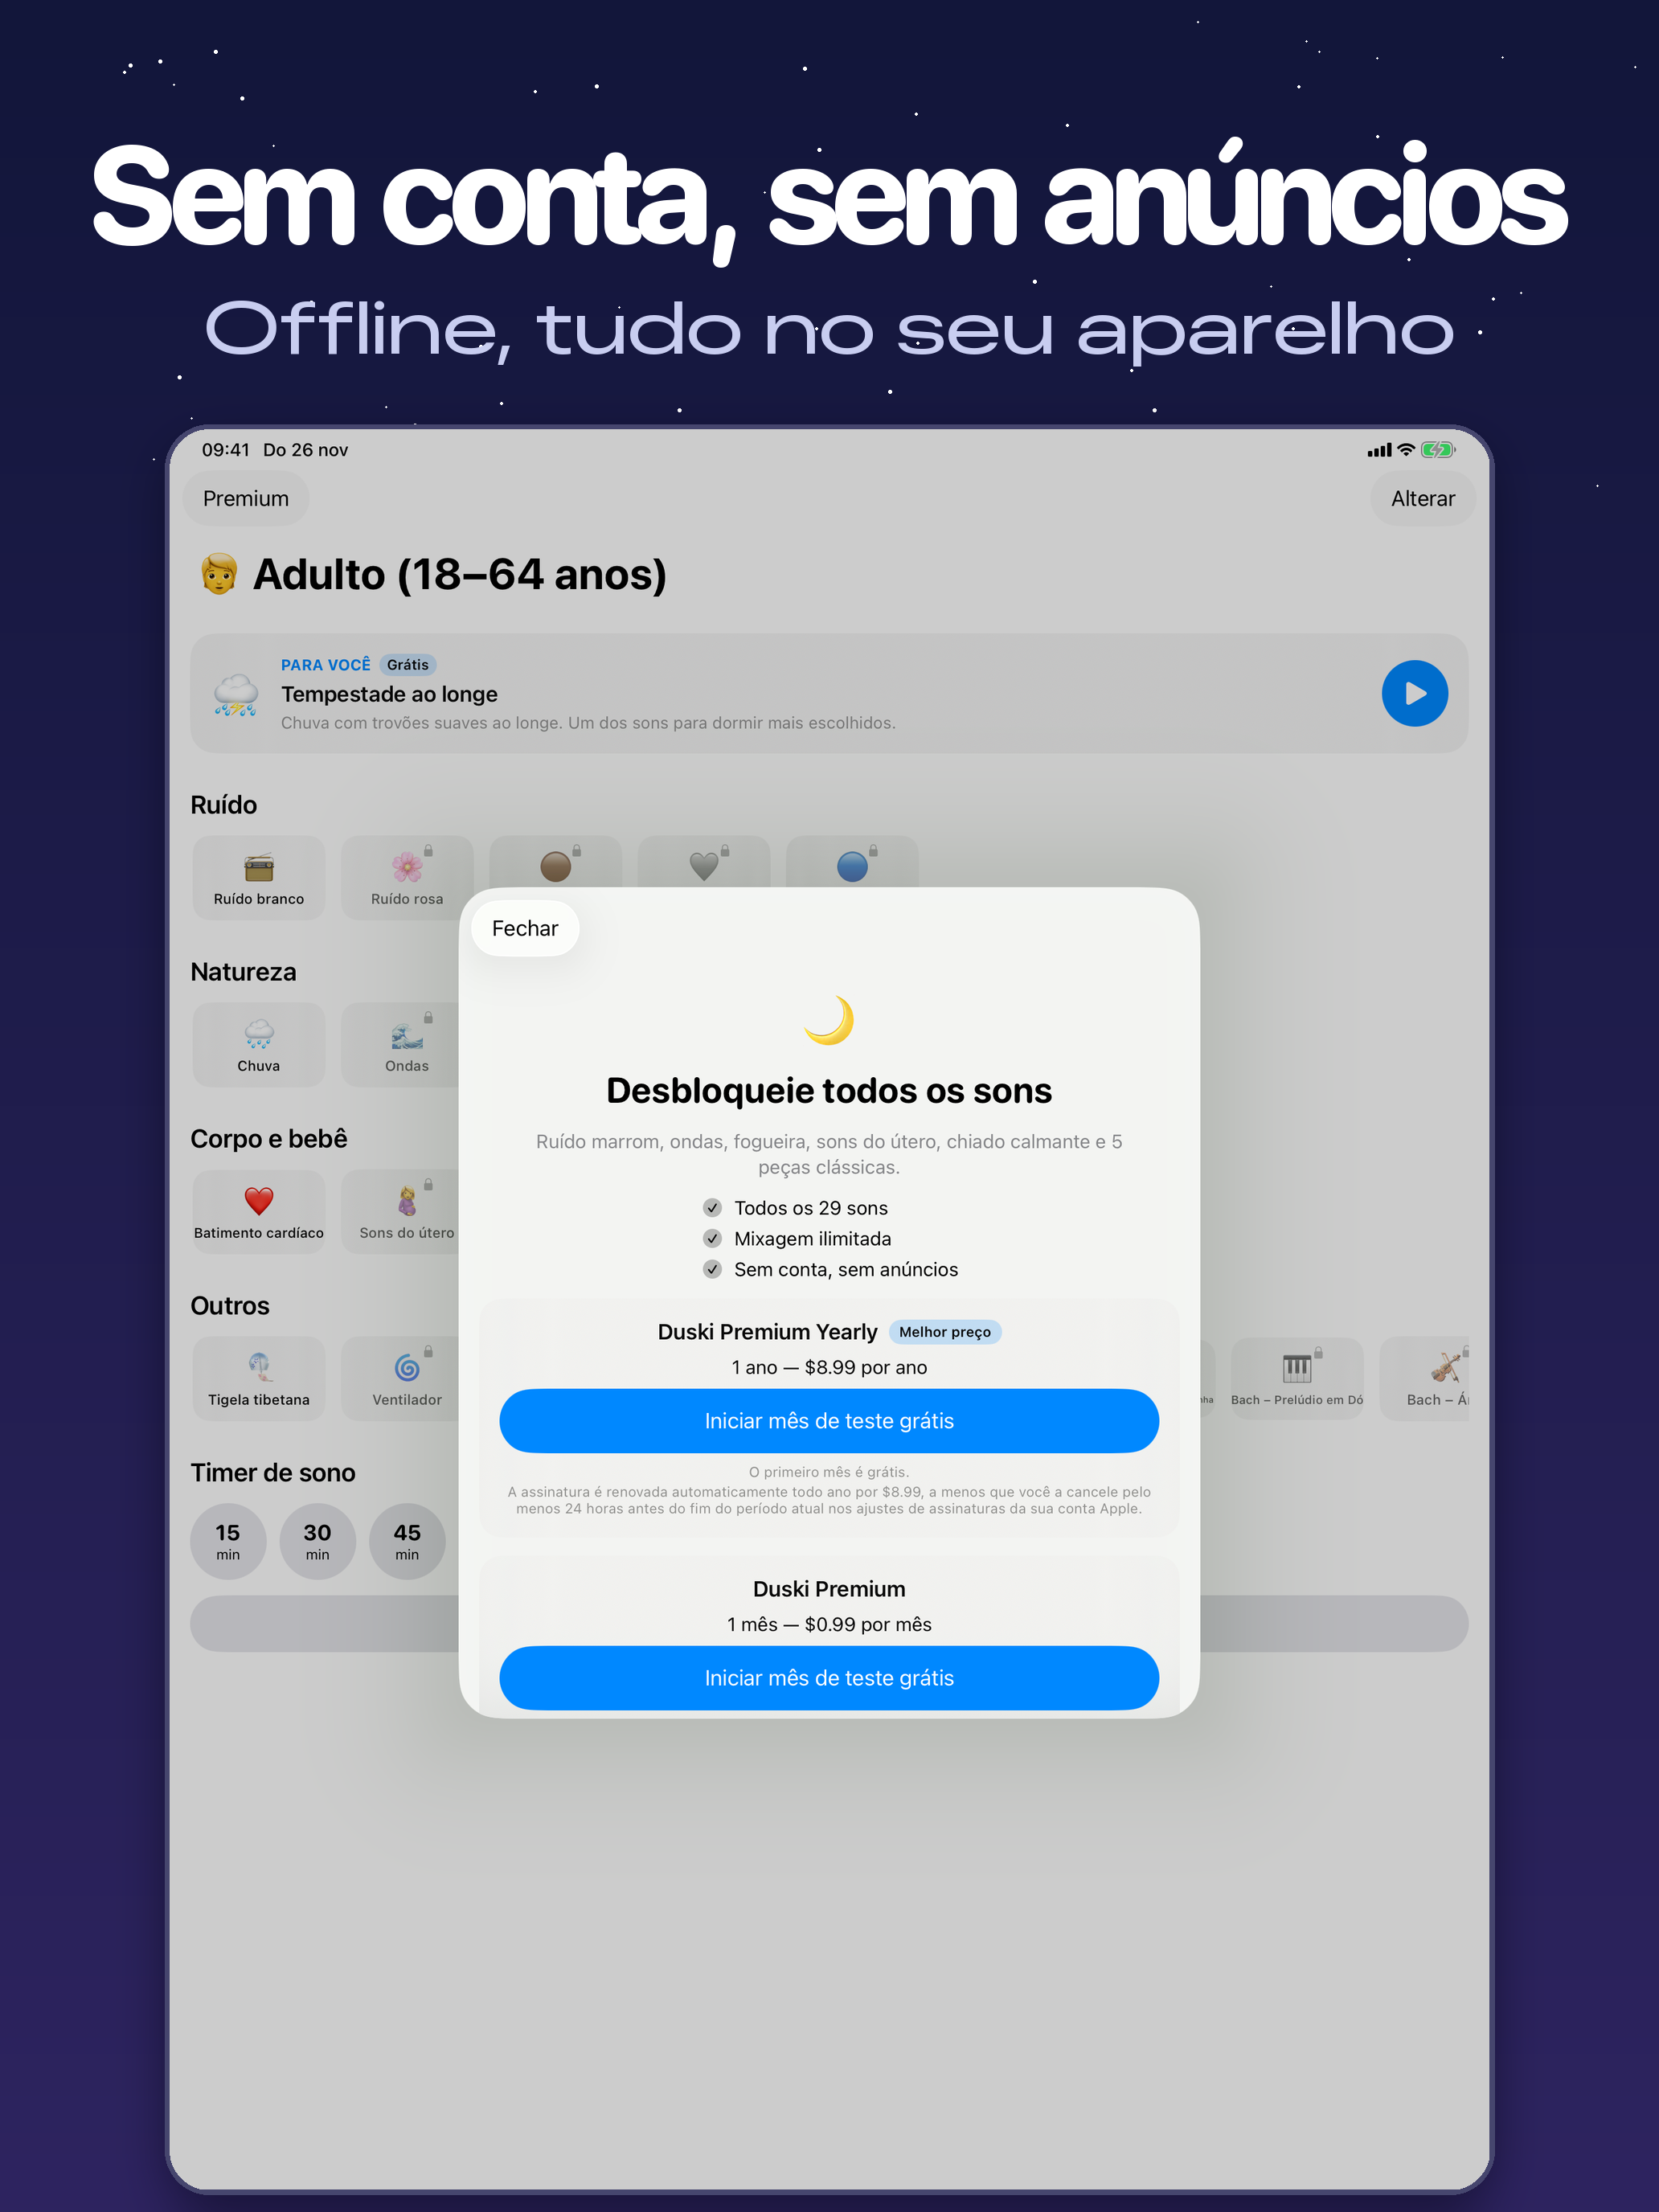 Sem conta, sem anúncios
Offline, tudo no seu aparelho
09:41 Do 26 nov
Premium
Alterar
Adulto (18–64 anos)
PARA VOCÊ Grátis
Tempestade ao longe
Chuva com trovões suaves ao longe. Um dos sons para dormir mais escolhidos.
Ruído
Ruído branco
Ruído rosa
Natureza
Chuva
Ondas
Corpo e bebê
Batimento cardíaco
Sons do útero
Outros
Tigela tibetana
Ventilador
Bach – Prelúdio em Dó
Bach –
Timer de sono
15 min
30 min
45 min
Fechar
Desbloqueie todos os sons
Ruído marrom, ondas, fogueira, sons do útero, chiado calmante e 5
peças clássicas.
Todos os 29 sons
Mixagem ilimitada
Sem conta, sem anúncios
Duski Premium Yearly Melhor preço
1 ano — $8.99 por ano
Iniciar mês de teste grátis
O primeiro mês é grátis.
A assinatura é renovada automaticamente todo ano por $8.99, a menos que você a cancele pelo
menos 24 horas antes do fim do período atual nos ajustes de assinaturas da sua conta Apple.
Duski Premium
1 mês — $0.99 por mês
Iniciar mês de teste grátis